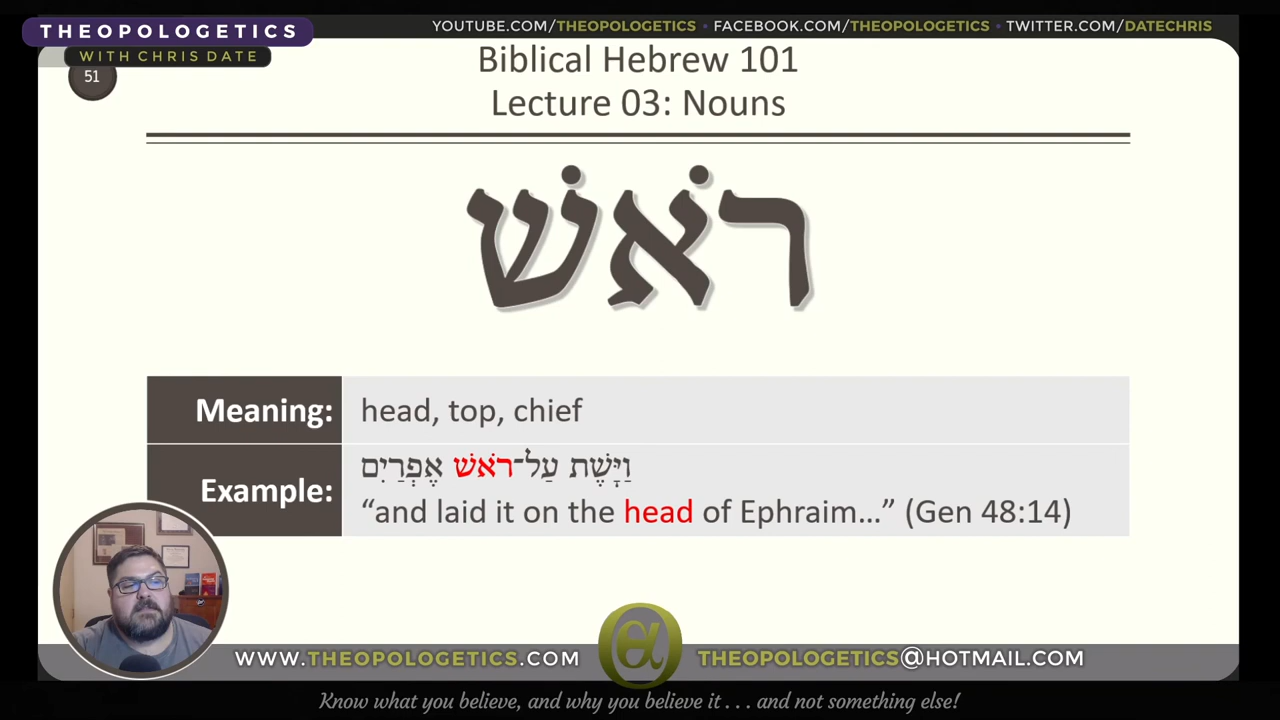 THEOPOLOGETICS
WITH CHRIS DATE
YOUTUBE.COM/THEOPOLOGETICS • FACEBOOK.COM/THEOPOLOGETICS • TWITTER.COM/DATECHRIS
51
Biblical Hebrew 101
Lecture 03: Nouns
רֹאשׁ
Meaning: head, top, chief
Example:
וַיָּשֶׁת עַל־רֹאשׁ אֶפְרַיִם
“and laid it on the head of Ephraim…” (Gen 48:14)
WWW.THEOPOLOGETICS.COM
THEOPOLOGETICS@HOTMAIL.COM
Know what you believe, and why you believe it . . . and not something else!